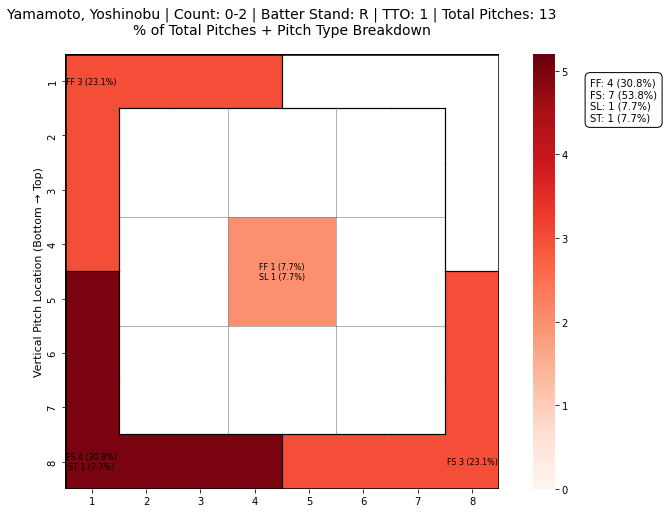 Yamamoto, Yoshinobu | Count: 0-2 | Batter Stand: R | TTO: 1 | Total Pitches: 13
% of Total Pitches + Pitch Type Breakdown
Vertical Pitch Location (Bottom → Top)
1
2
3
4
5
6
7
8
FF 3 (23.1%)
FF 1 (7.7%)
SL 1 (7.7%)
FS 4 (30.8%)
ST 1 (7.7%)
FS 3 (23.1%)
1
2
3
4
5
6
7
8
5
4
3
2
1
0
FF: 4 (30.8%)
FS: 7 (53.8%)
SL: 1 (7.7%)
ST: 1 (7.7%)